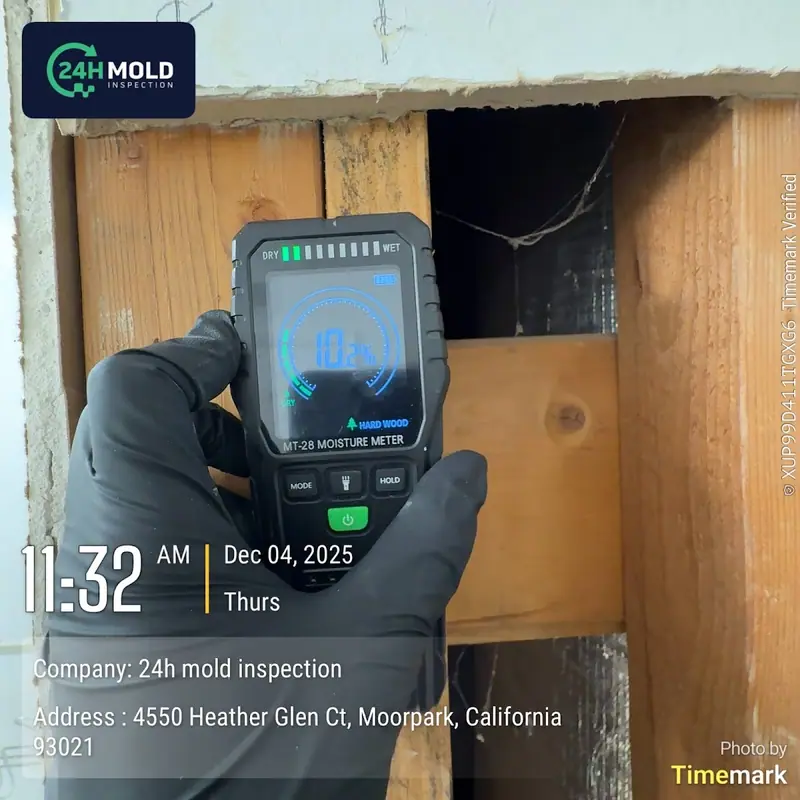 24H MOLD
INSPECTION
DRY WET
10.2%
DRY
HARD WOOD
MT-28 MOISTURE METER
MODE HOLD
11:32 AM
Dec 04, 2025
Thurs
Company: 24h mold inspection
Address : 4550 Heather Glen Ct, Moorpark, California
93021
Photo by
Timemark
© XUP99D411TGXG6 Timemark Verified